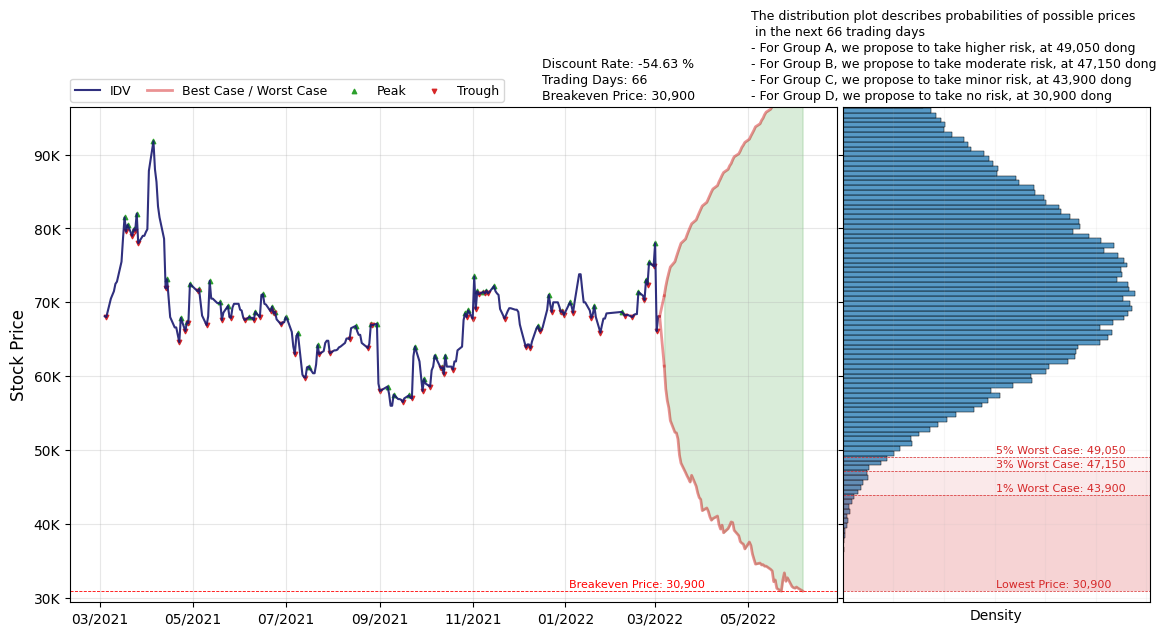 The distribution plot describes probabilities of possible prices
in the next 66 trading days
- For Group A, we propose to take higher risk, at 49,050 dong
- For Group B, we propose to take moderate risk, at 47,150 dong
- For Group C, we propose to take minor risk, at 43,900 dong
- For Group D, we propose to take no risk, at 30,900 dong
Discount Rate: -54.63 %
Trading Days: 66
Breakeven Price: 30,900
IDV
Best Case / Worst Case
Peak
Trough
Stock Price
90K
80K
70K
60K
50K
40K
30K
5% Worst Case: 49,050
3% Worst Case: 47,150
1% Worst Case: 43,900
Breakeven Price: 30,900
Lowest Price: 30,900
03/2021
05/2021
07/2021
09/2021
11/2021
01/2022
03/2022
05/2022
Density